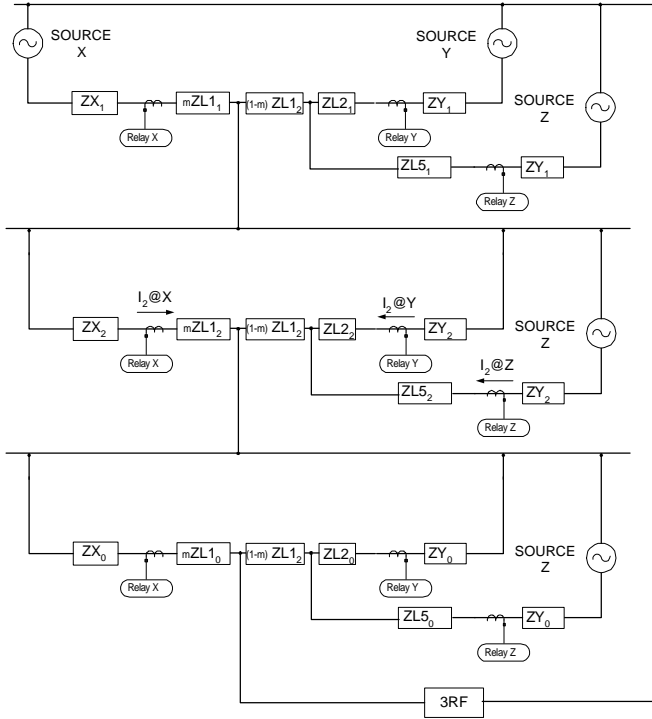 SOURCE X
SOURCE Y
SOURCE Z
ZX1
mZL11
(1-m) ZL12
ZL21
ZY1
Relay X
Relay Y
ZL51
ZY1
Relay Z
I2@X
I2@Y
SOURCE Z
ZX2
mZL12
(1-m) ZL12
ZL22
ZY2
Relay X
Relay Y
I2@Z
ZL52
ZY2
Relay Z
ZX0
mZL10
(1-m) ZL12
ZL20
ZY0
SOURCE Z
Relay X
Relay Y
ZL50
ZY0
Relay Z
3RF